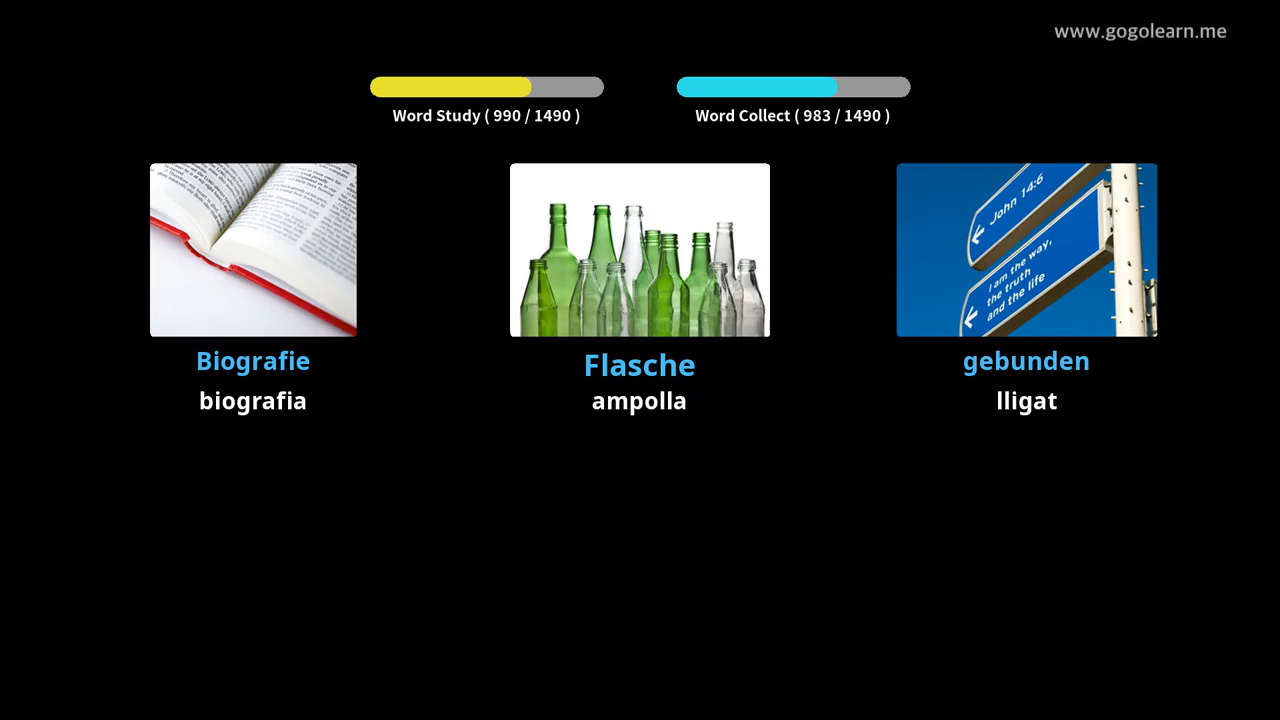 www.gogolearn.me
Word Study ( 990 / 1490 )
Word Collect ( 983 / 1490 )
John 14:6
I am the way,
the truth
and the life
Biografie
biografia
Flasche
ampolla
gebunden
lligat